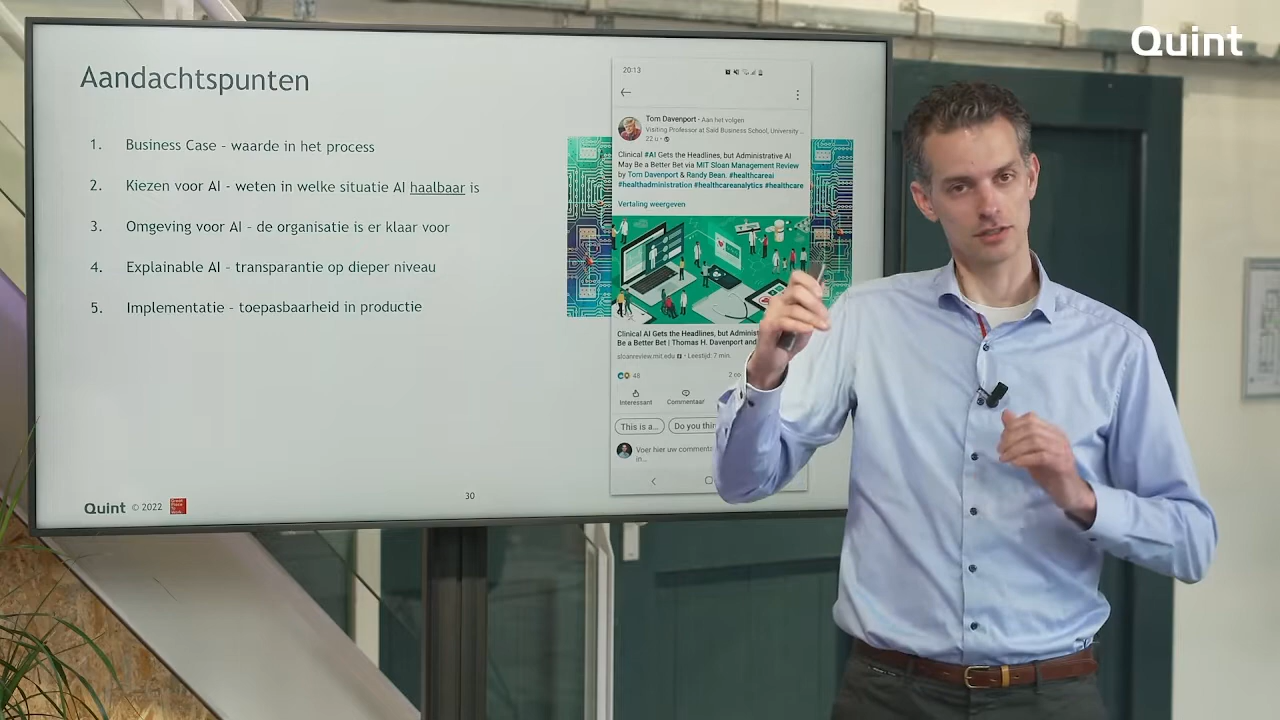 Quint
Aandachtspunten
1. Business Case - waarde in het process
2. Kiezen voor AI - weten in welke situatie AI haalbaar is
3. Omgeving voor AI - de organisatie is er klaar voor
4. Explainable AI - transparantie op dieper niveau
5. Implementatie - toepasbaarheid in productie
Quint © 2022
30
20:13
Tom Davenport • Aan het volgen
Visiting Professor at Saïd Business School, University ...
22 u •
Clinical #AI Gets the Headlines, but Administrative AI
May Be a Better Bet via MIT Sloan Management Review
by Tom Davenport & Randy Bean. #healthcareai
#healthadministration #healthcareanalytics #healthcare
Vertaling weergeven
Clinical AI Gets the Headlines, but Administ
Be a Better Bet | Thomas H. Davenport and
sloanreview.mit.edu • Leestijd: 7 min.
48
Interessant
Commentaar
This is a...
Do you thin
Voer hier uw comment
in...